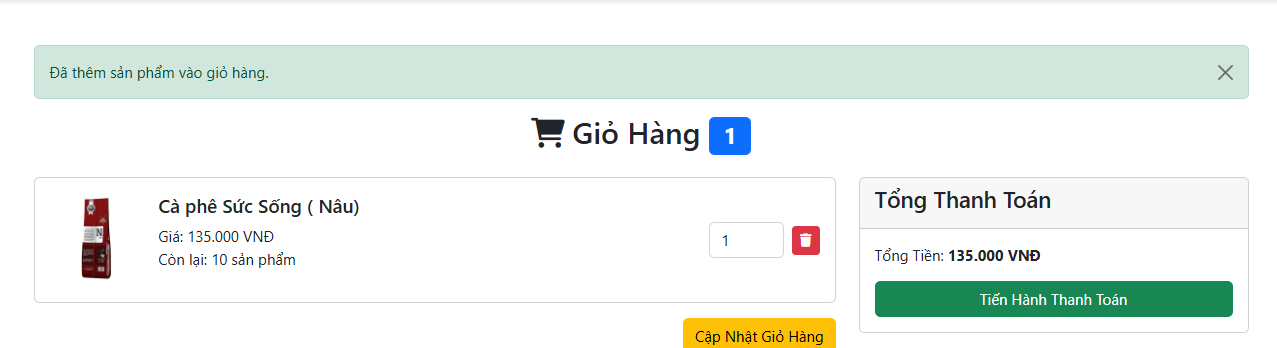 Đã thêm sản phẩm vào giỏ hàng.
Giỏ Hàng 1
Cà phê Sức Sống ( Nâu)
Giá: 135.000 VNĐ
Còn lại: 10 sản phẩm
1
Cập Nhật Giỏ Hàng
Tổng Thanh Toán
Tổng Tiền: 135.000 VNĐ
Tiến Hành Thanh Toán